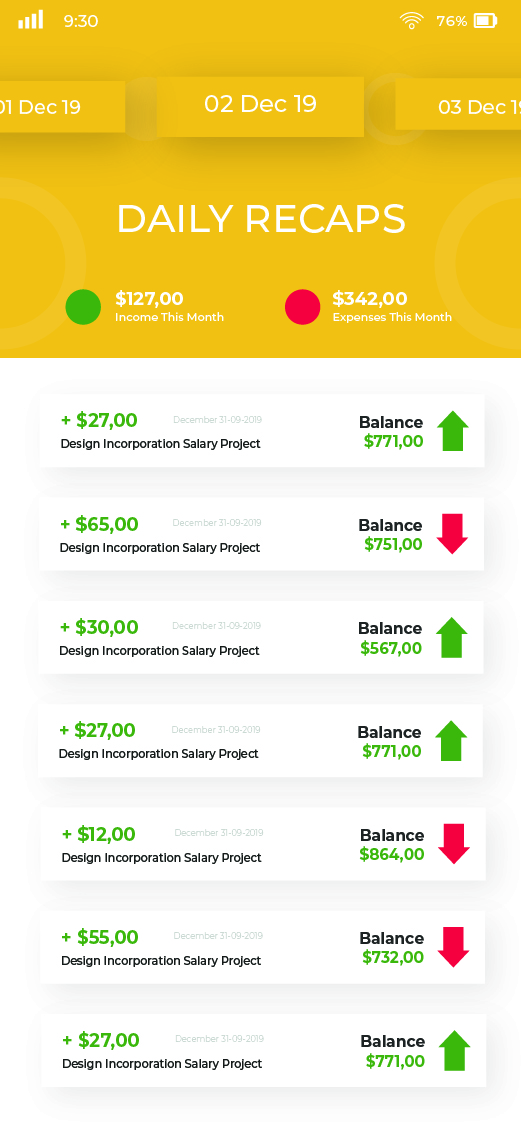 9:30 76%
01 Dec 19 02 Dec 19 03 Dec 19
DAILY RECAPS
$127,00 $342,00
Income This Month Expenses This Month
+ $27,00 December 31-09-2019 Balance
Design Incorporation Salary Project $771,00
+ $65,00 December 31-09-2019 Balance
Design Incorporation Salary Project $751,00
+ $30,00 December 31-09-2019 Balance
Design Incorporation Salary Project $567,00
+ $27,00 December 31-09-2019 Balance
Design Incorporation Salary Project $771,00
+ $12,00 December 31-09-2019 Balance
Design Incorporation Salary Project $864,00
+ $55,00 December 31-09-2019 Balance
Design Incorporation Salary Project $732,00
+ $27,00 December 31-09-2019 Balance
Design Incorporation Salary Project $771,00